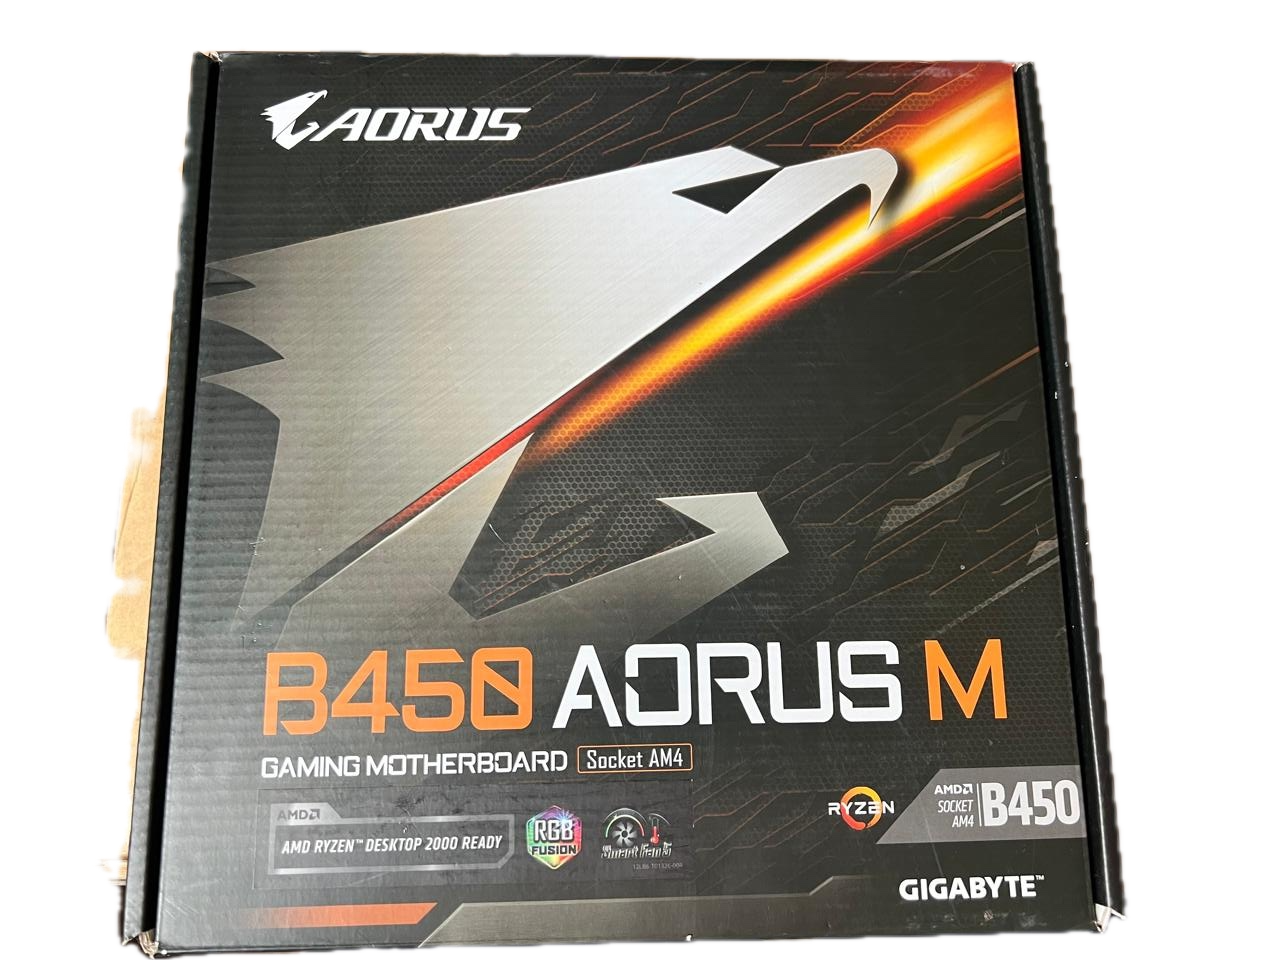 AORUS
B450 AORUS M
GAMING MOTHERBOARD Socket AM4
AMD
AMD RYZEN™ DESKTOP 2000 READY
RGB
FUSION
Smart Fan 5
RYZEN
AMD
SOCKET
AM4
B450
GIGABYTE™